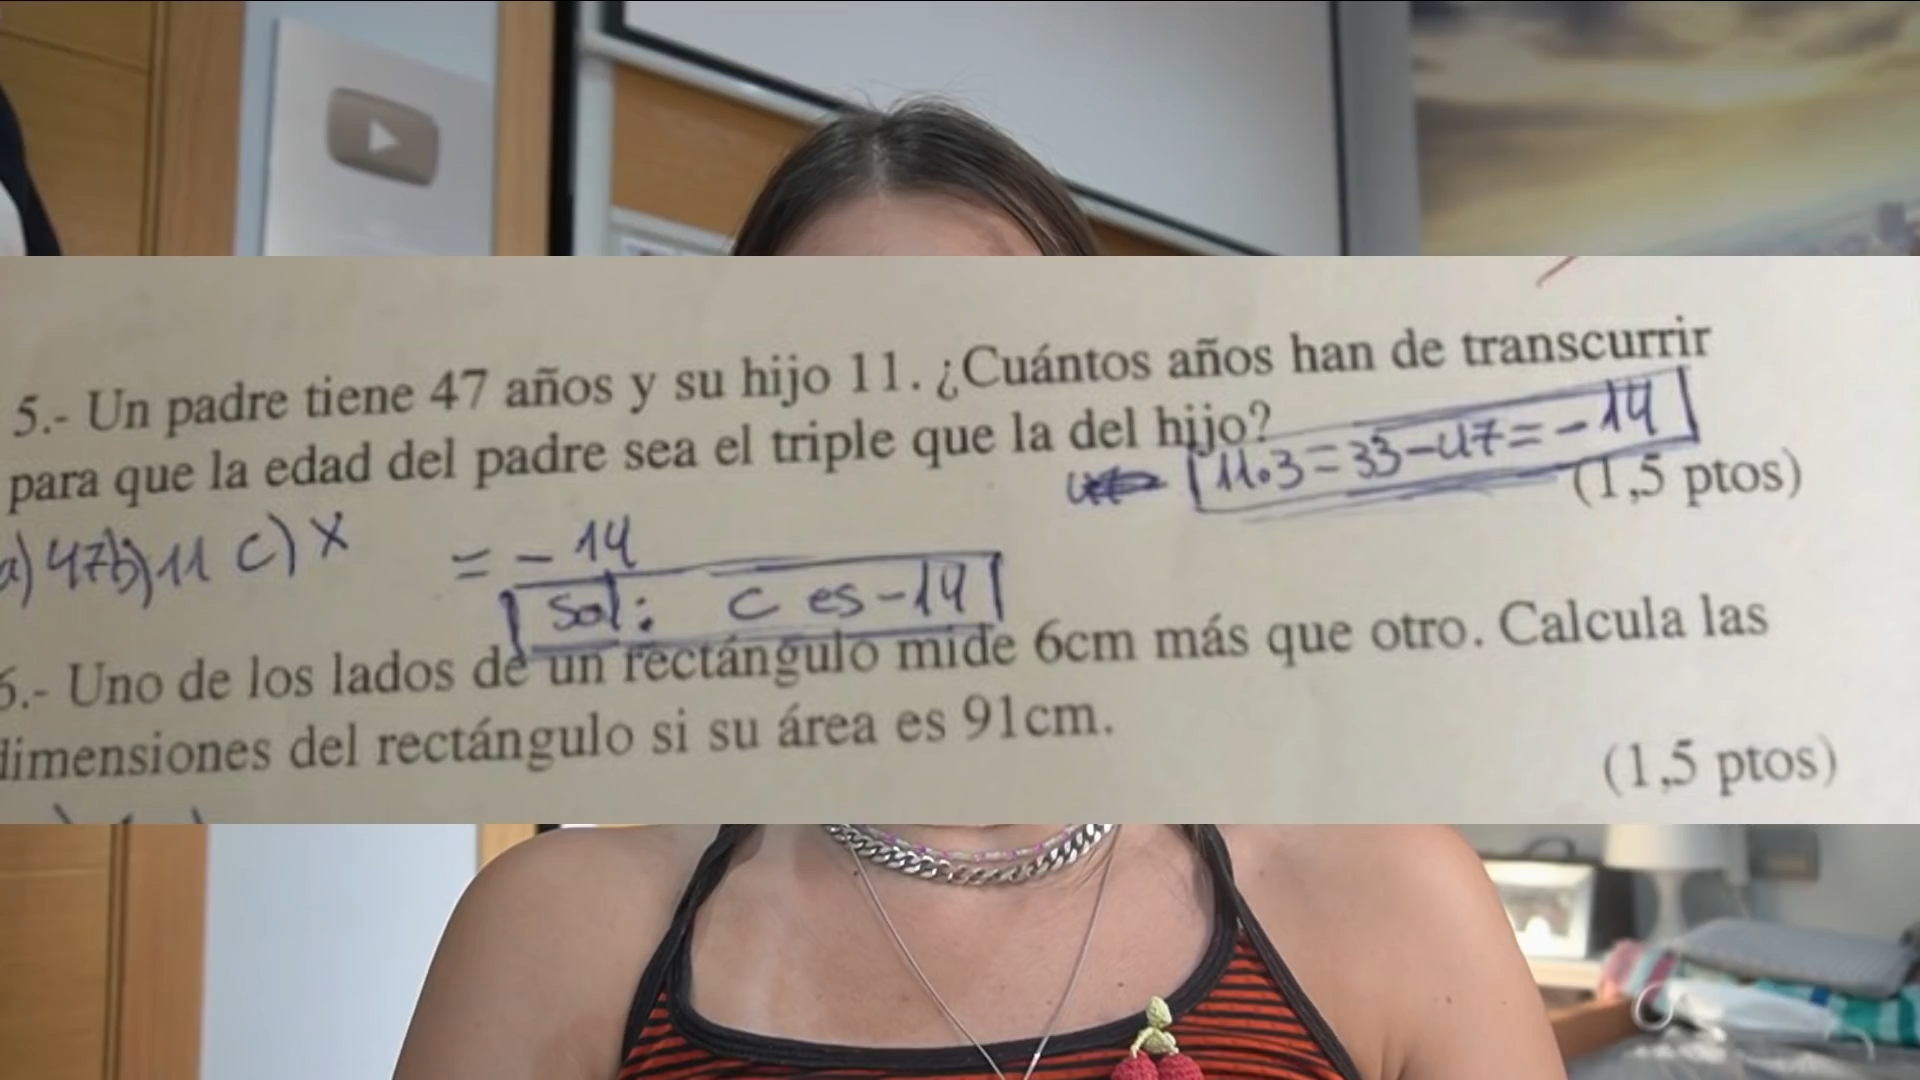 5.- Un padre tiene 47 años y su hijo 11. ¿Cuántos años han de transcurrir
para que la edad del padre sea el triple que la del hijo?
11·3=33-47=-14
(1,5 ptos)
a) 47 b) 11 c) x = -14
Sol: c es -14
6.- Uno de los lados de un rectángulo mide 6cm más que otro. Calcula las
dimensiones del rectángulo si su área es 91cm.
(1,5 ptos)